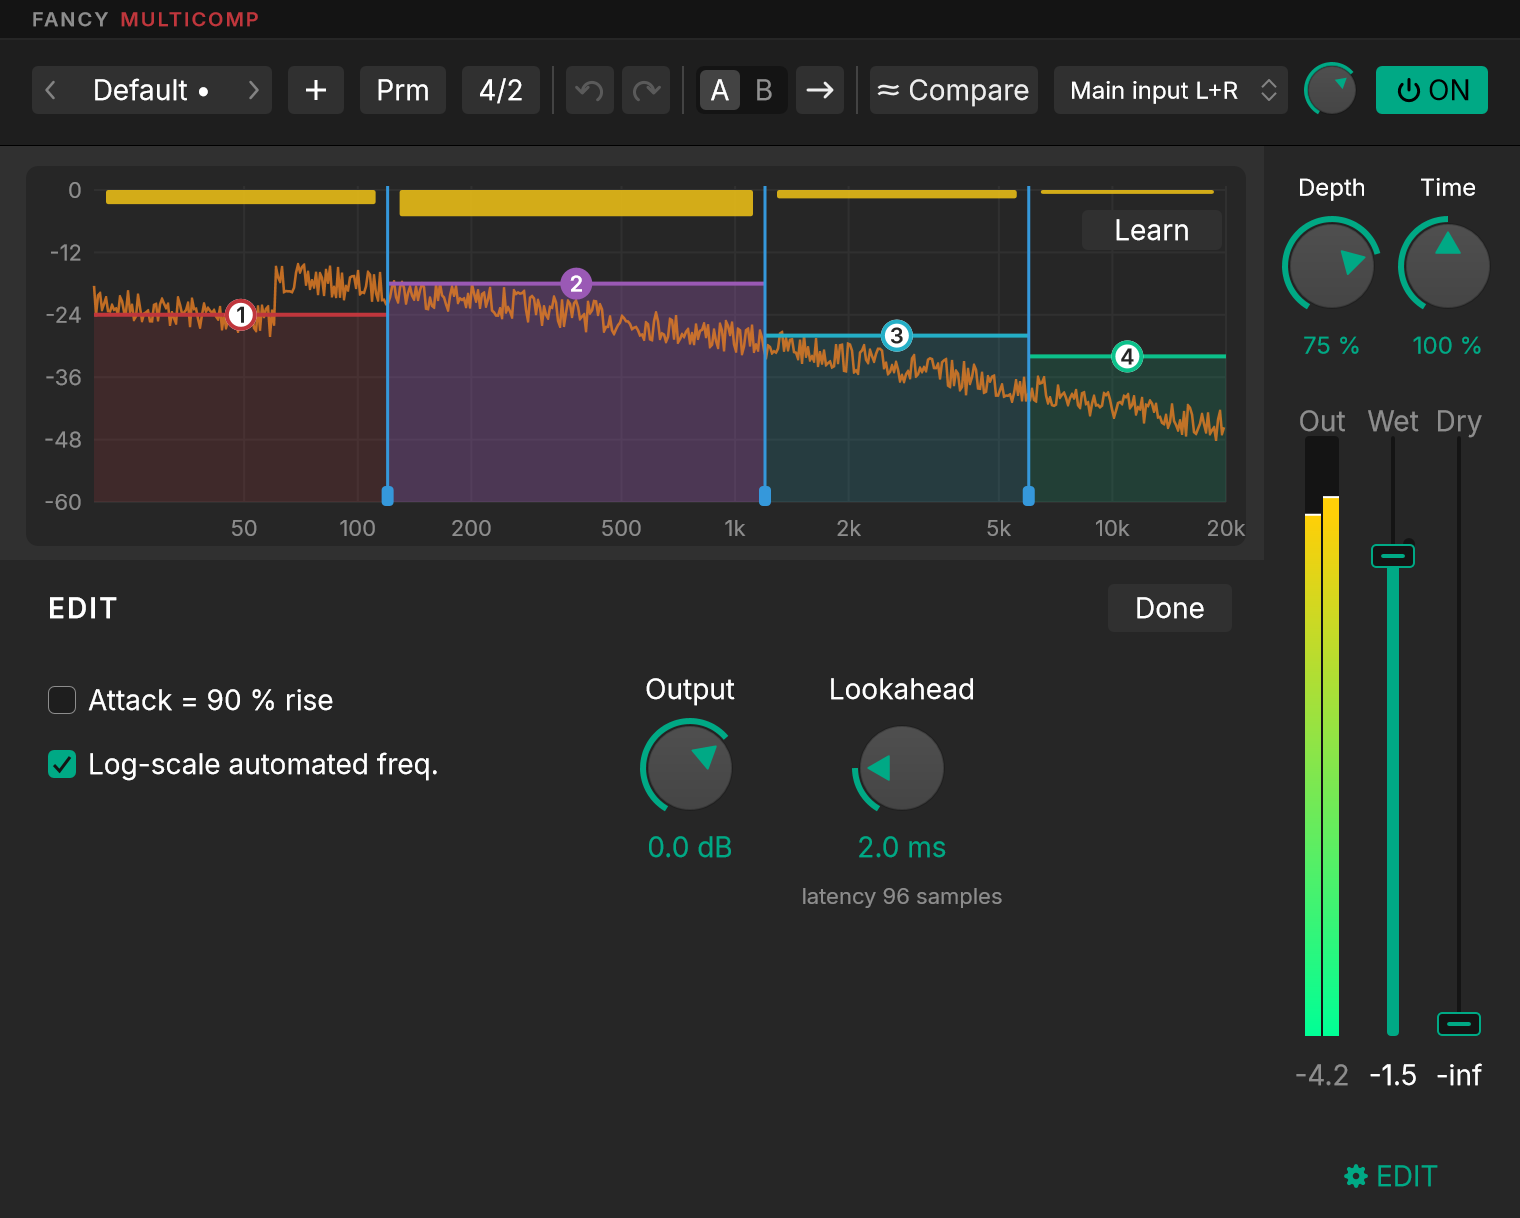 FANCY MULTICOMP
Default •
+
Prm
4/2
A B
≈ Compare
Main input L+R
ON
0
-12
-24
-36
-48
-60
Learn
1
2
3
4
50 100 200 500 1k 2k 5k 10k 20k
Depth Time
75 % 100 %
Out Wet Dry
-4.2 -1.5 -inf
EDIT
EDIT
Done
Attack = 90 % rise
Log-scale automated freq.
Output Lookahead
0.0 dB 2.0 ms
latency 96 samples